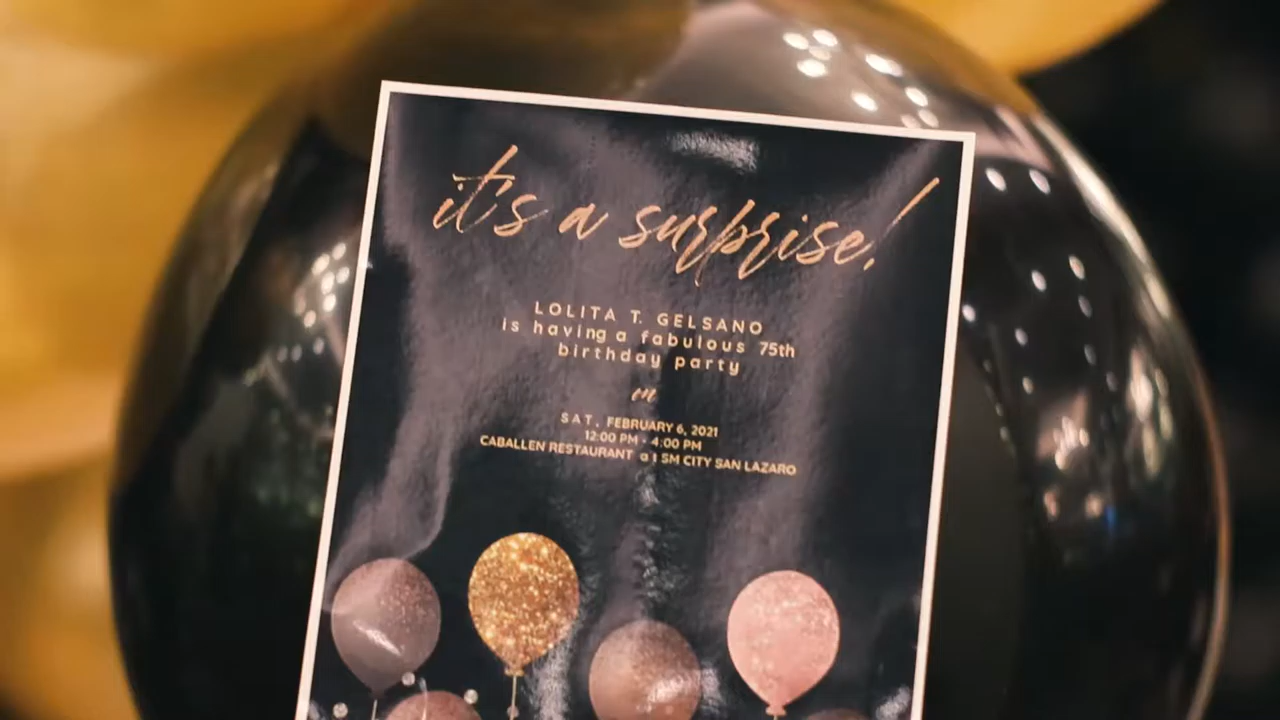 it's a surprise!
LOLITA T. GELSANO
is having a fabulous 75th
birthday party
on
SAT, FEBRUARY 6, 2021
12:00 PM - 4:00 PM
CABALLEN RESTAURANT at SM CITY SAN LAZARO